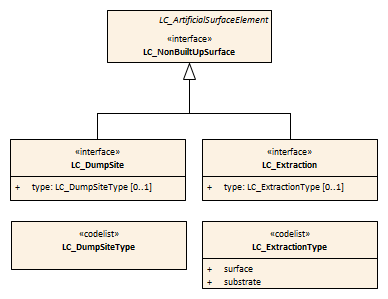 LC_ArtificialSurfaceElement
«interface»
LC_NonBuiltUpSurface
«interface»
LC_DumpSite
+ type: LC_DumpSiteType [0..1]
«interface»
LC_Extraction
+ type: LC_ExtractionType [0..1]
«codelist»
LC_DumpSiteType
«codelist»
LC_ExtractionType
+ surface
+ substrate